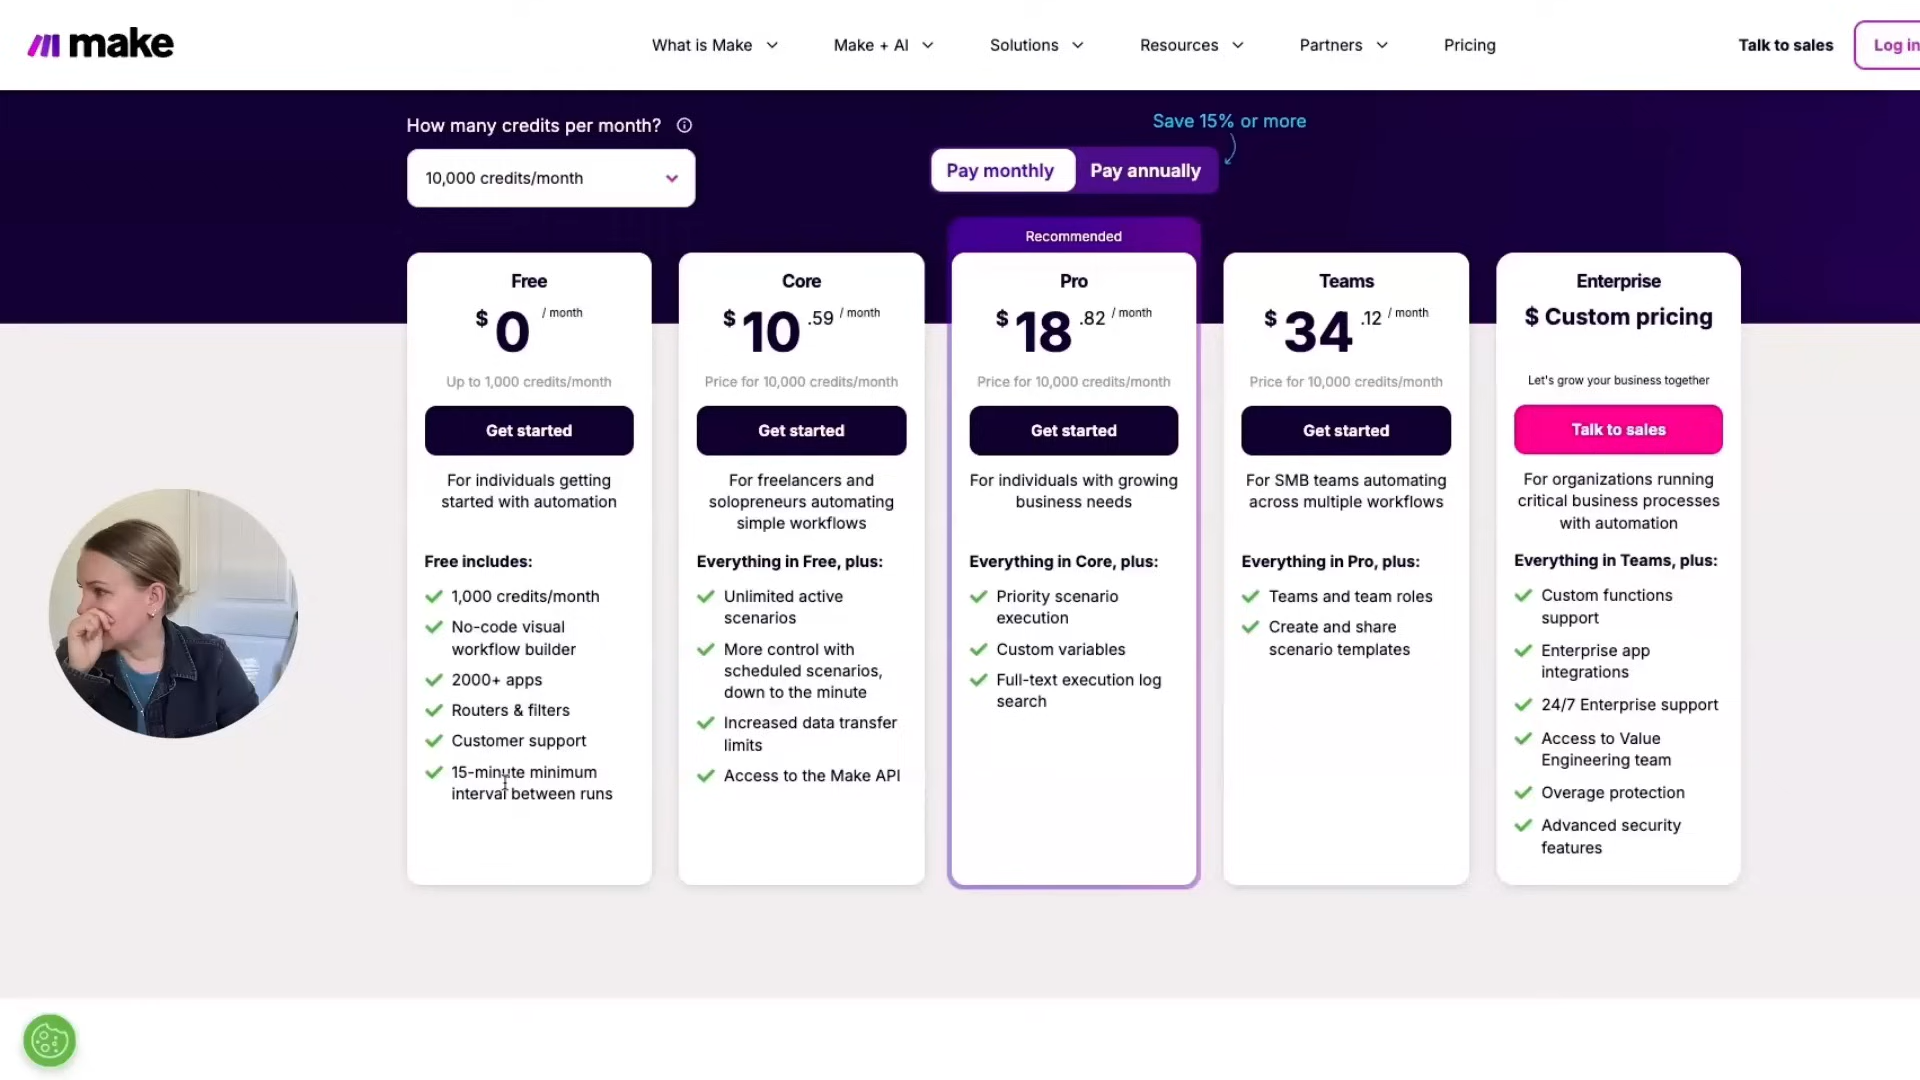 make
What is Make
Make + AI
Solutions
Resources
Partners
Pricing
Talk to sales
Log in
How many credits per month?
10,000 credits/month
Save 15% or more
Pay monthly
Pay annually
Free
$ 0 / month
Up to 1,000 credits/month
Get started
For individuals getting
started with automation
Free includes:
1,000 credits/month
No-code visual
workflow builder
2000+ apps
Routers & filters
Customer support
15-minute minimum
interval between runs
Core
$ 10 .59 / month
Price for 10,000 credits/month
Get started
For freelancers and
solopreneurs automating
simple workflows
Everything in Free, plus:
Unlimited active
scenarios
More control with
scheduled scenarios,
down to the minute
Increased data transfer
limits
Access to the Make API
Recommended
Pro
$ 18 .82 / month
Price for 10,000 credits/month
Get started
For individuals with growing
business needs
Everything in Core, plus:
Priority scenario
execution
Custom variables
Full-text execution log
search
Teams
$ 34 .12 / month
Price for 10,000 credits/month
Get started
For SMB teams automating
across multiple workflows
Everything in Pro, plus:
Teams and team roles
Create and share
scenario templates
Enterprise
$ Custom pricing
Let's grow your business together
Talk to sales
For organizations running
critical business processes
with automation
Everything in Teams, plus:
Custom functions
support
Enterprise app
integrations
24/7 Enterprise support
Access to Value
Engineering team
Overage protection
Advanced security
features